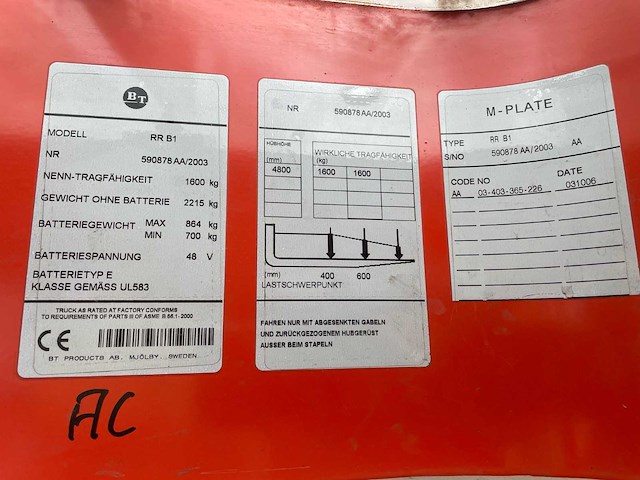 BT
MODELL RR B1
NR 590878 AA/2003
NENN-TRAGFÄHIGKEIT 1600 kg
GEWICHT OHNE BATTERIE 2215 kg
BATTERIEGEWICHT MAX 864 kg
MIN 700 kg
BATTERIESPANNUNG 48 V
BATTERIETYP E
KLASSE GEMÄSS UL583
TRUCK AS RATED AT FACTORY CONFORMS
TO REQUIREMENTS OF PARTS III OF ASME B 56.1-2000
CE
BT PRODUCTS AB, MJÖLBY, SWEDEN
NR 590878 AA/2003
HUBHÖHE WIRKLICHE TRAGFÄHIGKEIT
(mm) (kg)
4800 1600 1600
(mm) 400 600
LASTSCHWERPUNKT
FAHREN NUR MIT ABGESENKTEN GABELN
UND ZURÜCKGEZOGENEM HUBGERÜST
AUSSER BEIM STAPELN
M-PLATE
TYPE RR B1
S/NO 590878 AA/2003 AA
CODE NO DATE
AA 03-403-365-226 031006
AC